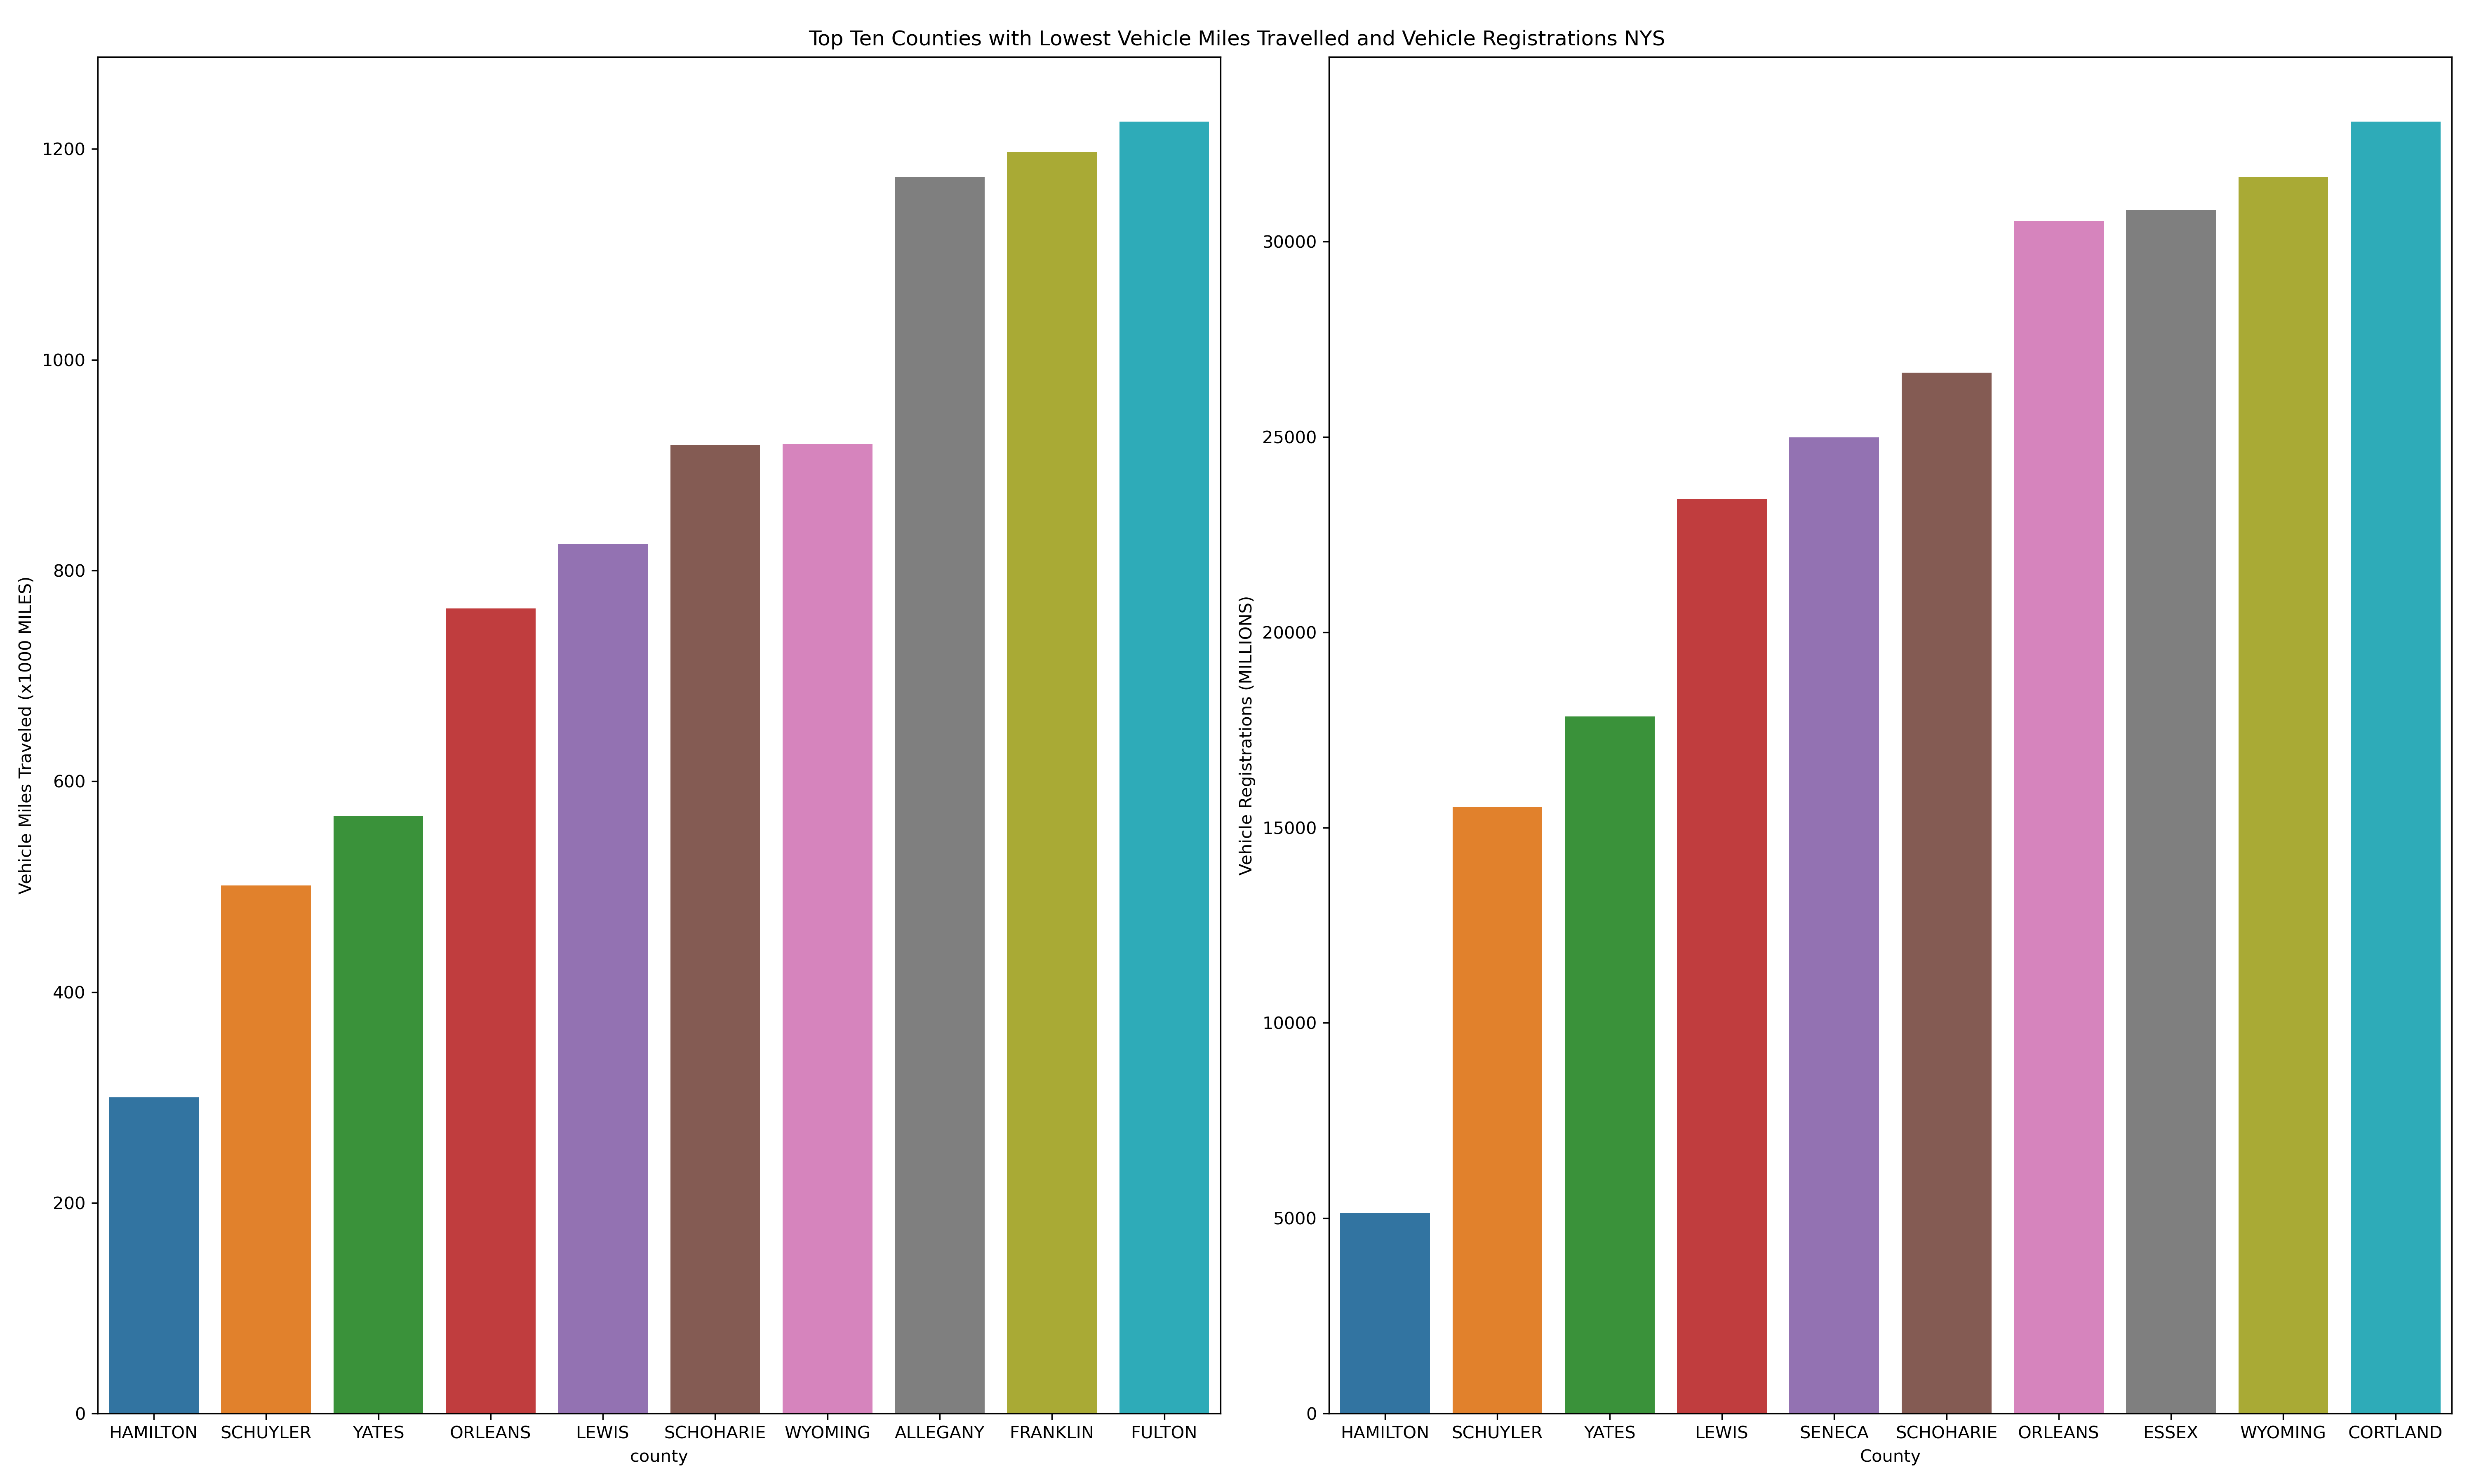 Top Ten Counties with Lowest Vehicle Miles Travelled and Vehicle Registrations NYS
Vehicle Miles Traveled (x1000 MILES)
1200
1000
800
600
400
200
0
HAMILTON SCHUYLER YATES ORLEANS LEWIS SCHOHARIE WYOMING ALLEGANY FRANKLIN FULTON
county
Vehicle Registrations (MILLIONS)
30000
25000
20000
15000
10000
5000
0
HAMILTON SCHUYLER YATES LEWIS SENECA SCHOHARIE ORLEANS ESSEX WYOMING CORTLAND
County